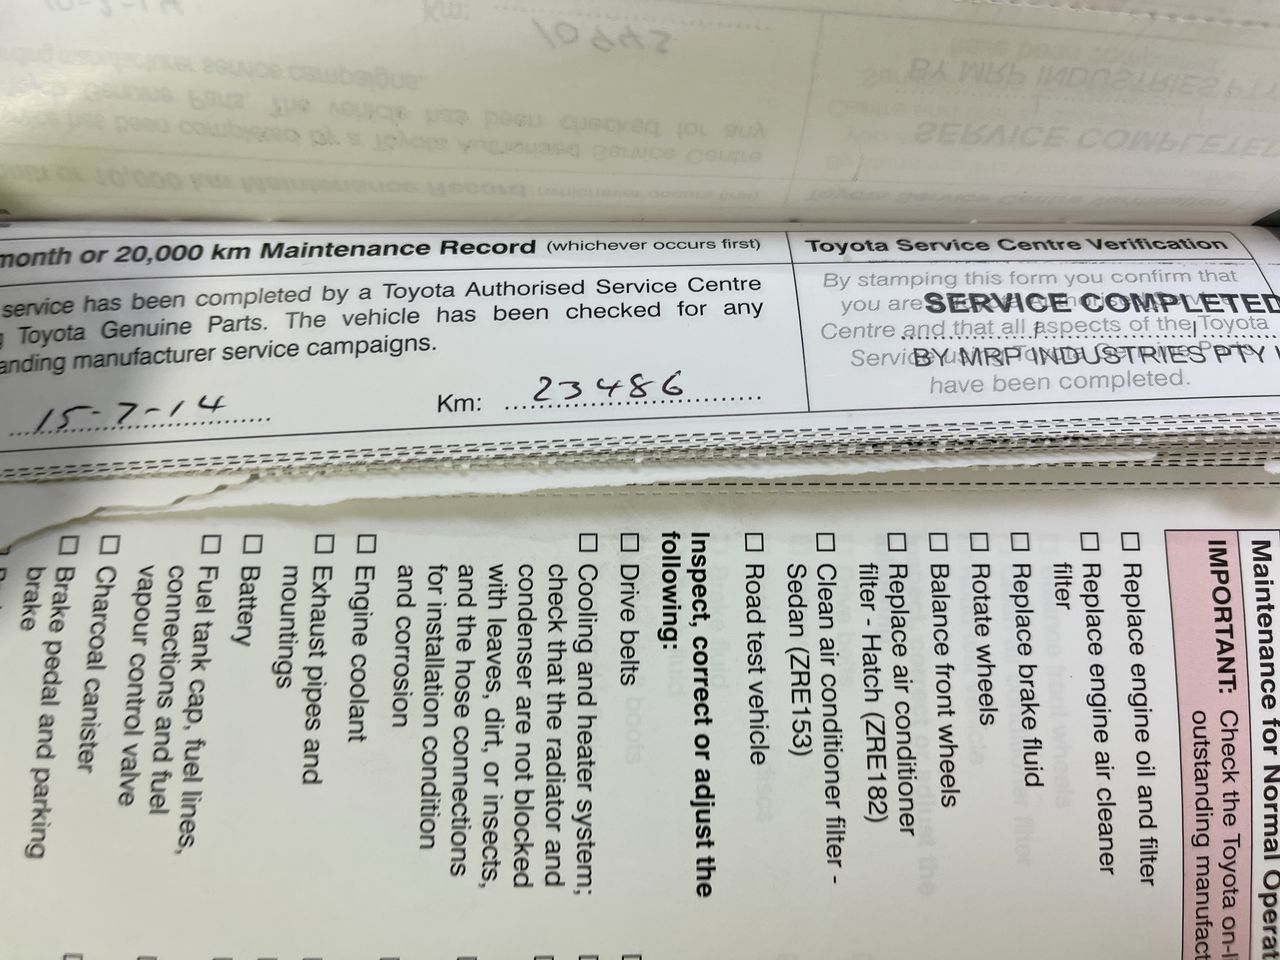 month or 20,000 km Maintenance Record (whichever occurs first)
service has been completed by a Toyota Authorised Service Centre
Toyota Genuine Parts. The vehicle has been checked for any
anding manufacturer service campaigns.
15-7-14
Km: 23486
Toyota Service Centre Verification
By stamping this form you confirm that
you are
SERVICE COMPLETED
Centre and that all aspects of the Toyota
Service
BY MRP INDUSTRIES PTY
have been completed.
Maintenance for Normal Operat
IMPORTANT: Check the Toyota on-li
outstanding manufact
Replace engine oil and filter
Replace engine air cleaner
filter
Replace brake fluid
Rotate wheels
Balance front wheels
Replace air conditioner
filter - Hatch (ZRE182)
Clean air conditioner filter -
Sedan (ZRE153)
Road test vehicle
Inspect, correct or adjust the
following:
Drive belts
Cooling and heater system;
check that the radiator and
condenser are not blocked
with leaves, dirt, or insects,
and the hose connections
for installation condition
and corrosion
Engine coolant
Exhaust pipes and
mountings
Battery
Fuel tank cap, fuel lines,
connections and fuel
vapour control valve
Charcoal canister
Brake pedal and parking
brake